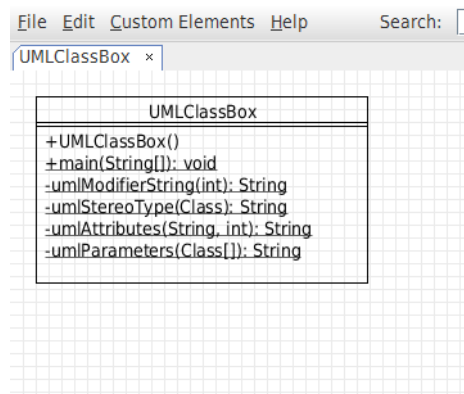 File Edit Custom Elements Help Search:
UMLClassBox ×
UMLClassBox
+UMLClassBox()
+main(String[]): void
-umlModifierString(int): String
-umlStereoType(Class): String
-umlAttributes(String, int): String
-umlParameters(Class[]): String